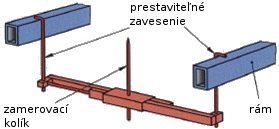 prestaviteľné
zavesenie
zamerovací
kolík
rám